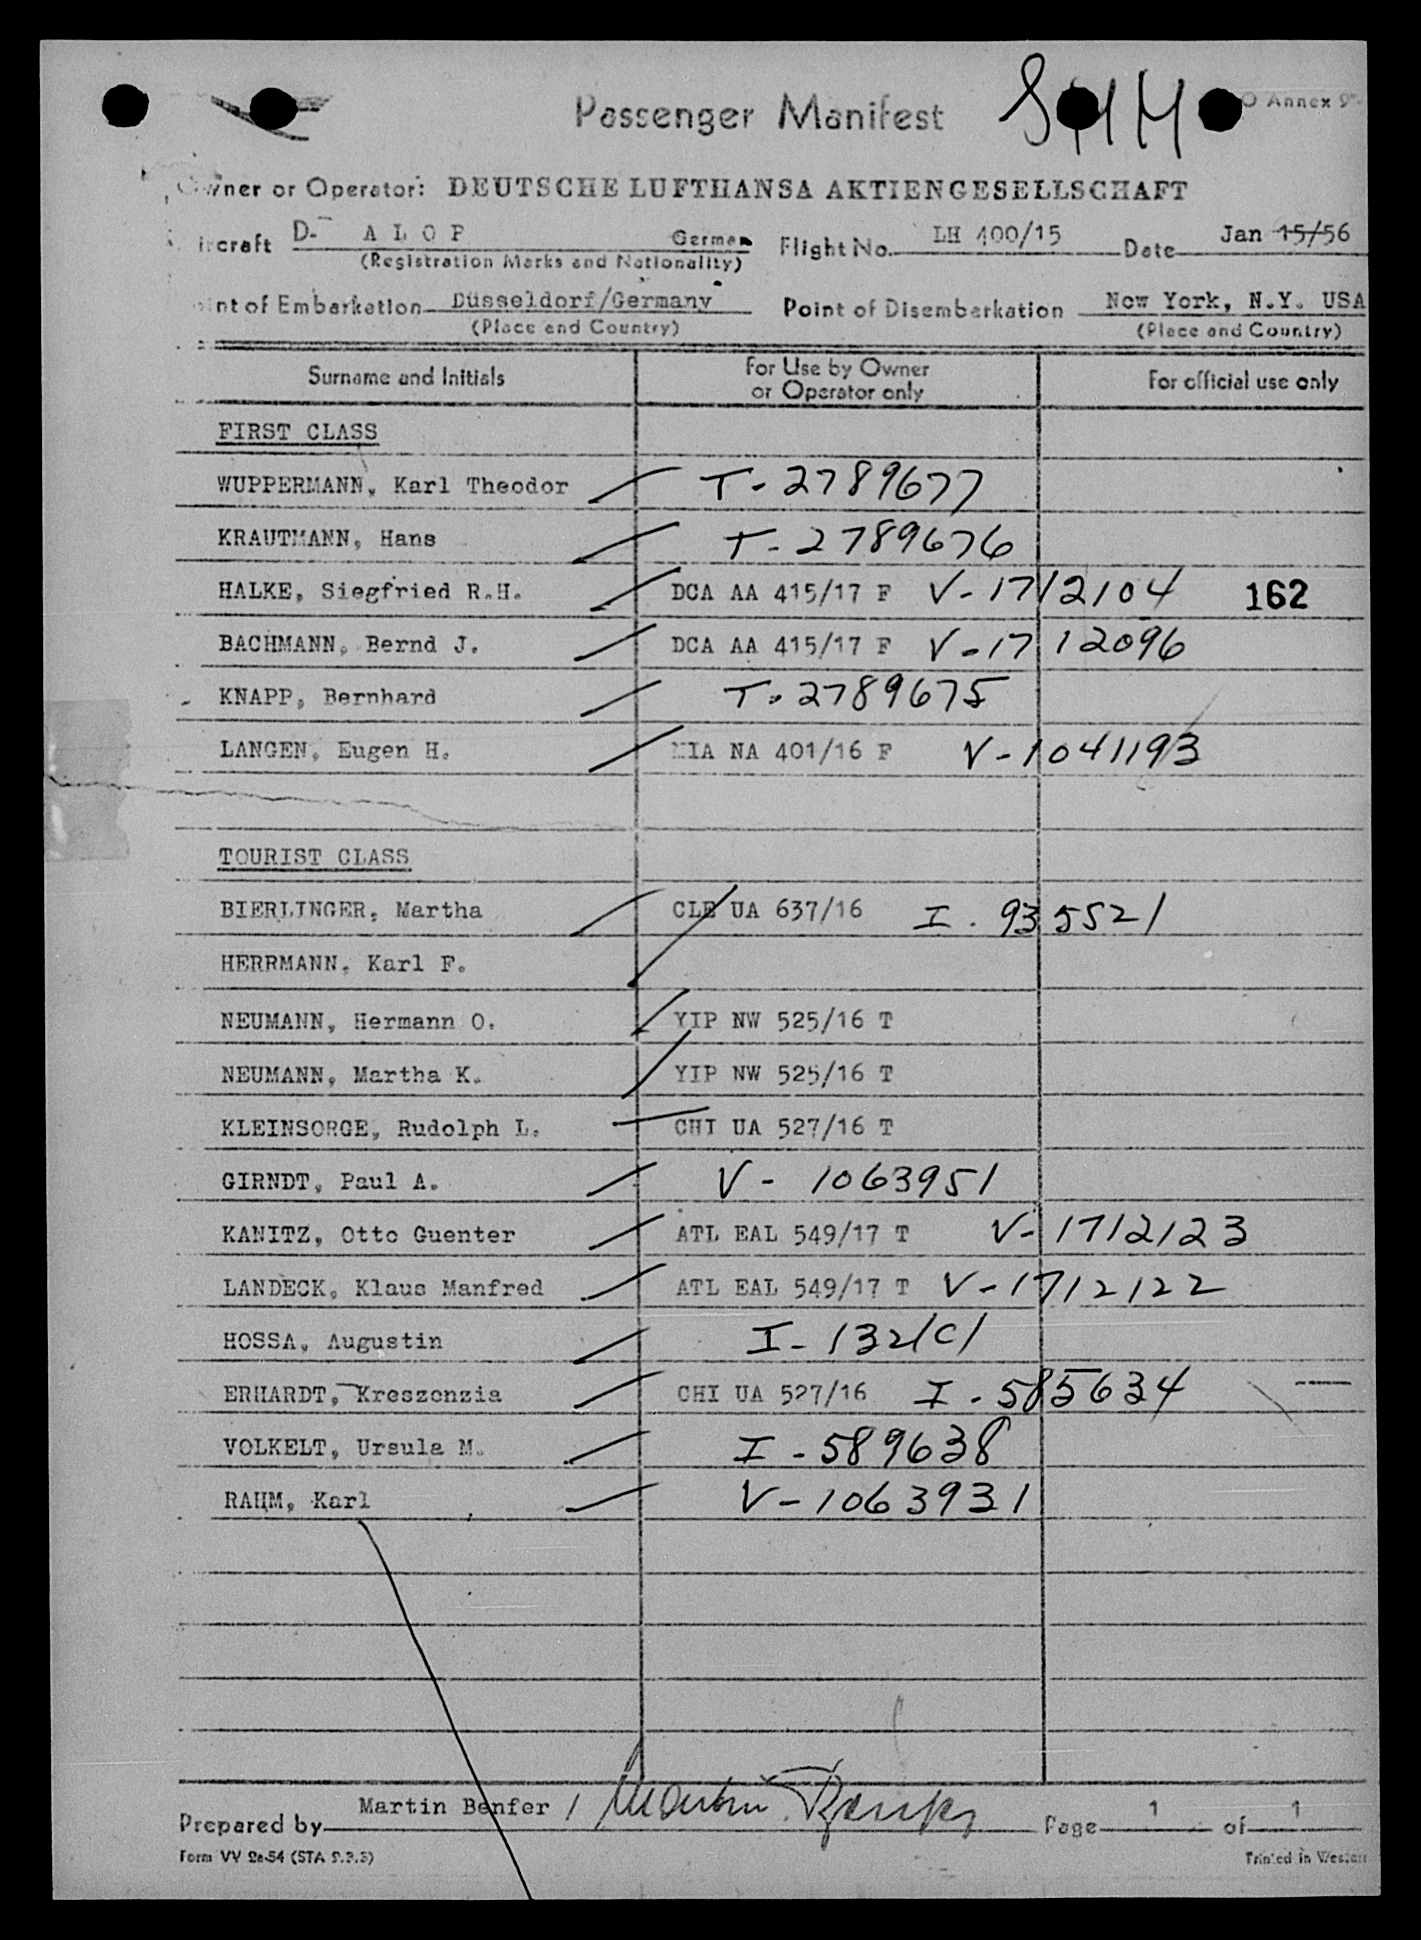 Passenger Manifest
O Annex 9
Owner or Operator: DEUTSCHE LUFTHANSA AKTIENGESELLSCHAFT
Aircraft D- A L O P German Flight No. LH 400/15 Date Jan 15/56
(Registration Marks and Nationality)
Point of Embarkation Düsseldorf/Germany Point of Disembarkation New York, N.Y. USA
(Place and Country) (Place and Country)
Surname and Initials For Use by Owner or Operator only For official use only
FIRST CLASS
WUPPERMANN, Karl Theodor T-2789677
KRAUTMANN, Hans T-2789676
HALKE, Siegfried R.H. DCA AA 415/17 F V-1712104 162
BACHMANN, Bernd J. DCA AA 415/17 F V-1712096
KNAPP, Bernhard T-2789675
LANGEN, Eugen H. MIA NA 401/16 F V-1041193
TOURIST CLASS
BIERLINGER, Martha CLE UA 637/16 I-935521
HERRMANN, Karl F.
NEUMANN, Hermann O. YIP NW 525/16 T
NEUMANN, Martha K. YIP NW 525/16 T
KLEINSORGE, Rudolph L. CHI UA 527/16 T
GIRNDT, Paul A. V-1063951
KANITZ, Otto Guenter ATL EAL 549/17 T V-1712123
LANDECK, Klaus Manfred ATL EAL 549/17 T V-1712122
HOSSA, Augustin I-132101
ERHARDT, Kreszenzia CHI UA 527/16 I-585634
VOLKELT, Ursula M. I-589638
RAHM, Karl V-1063931
Prepared by Martin Benfer / Page 1 of 1
Form VV 2a-54 (STA 9.3.3) Printed in Western